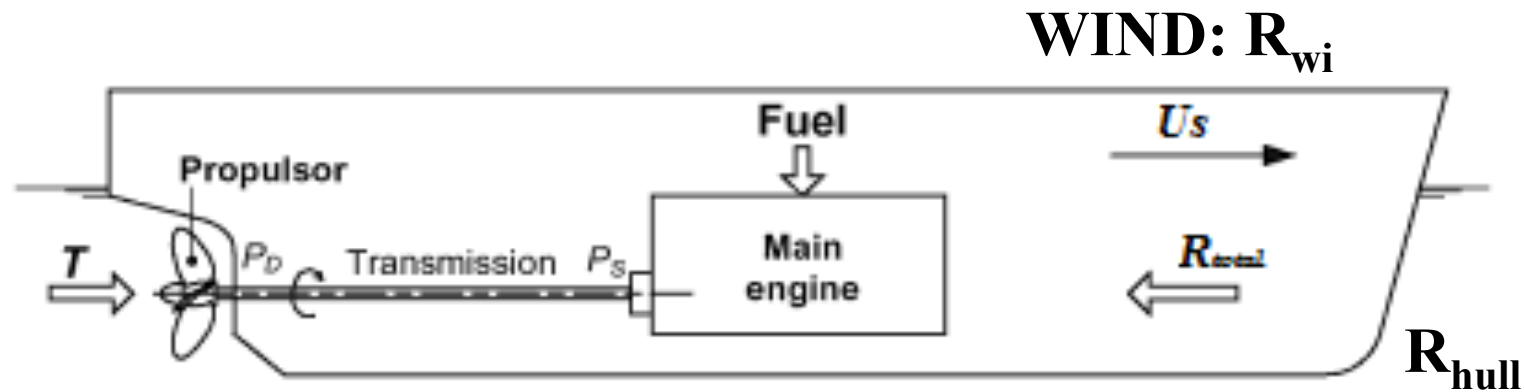 WIND: Rwi
Fuel
Us
Propulsor
T
PD
Transmission
PS
Main
engine
Rtotal
Rhull